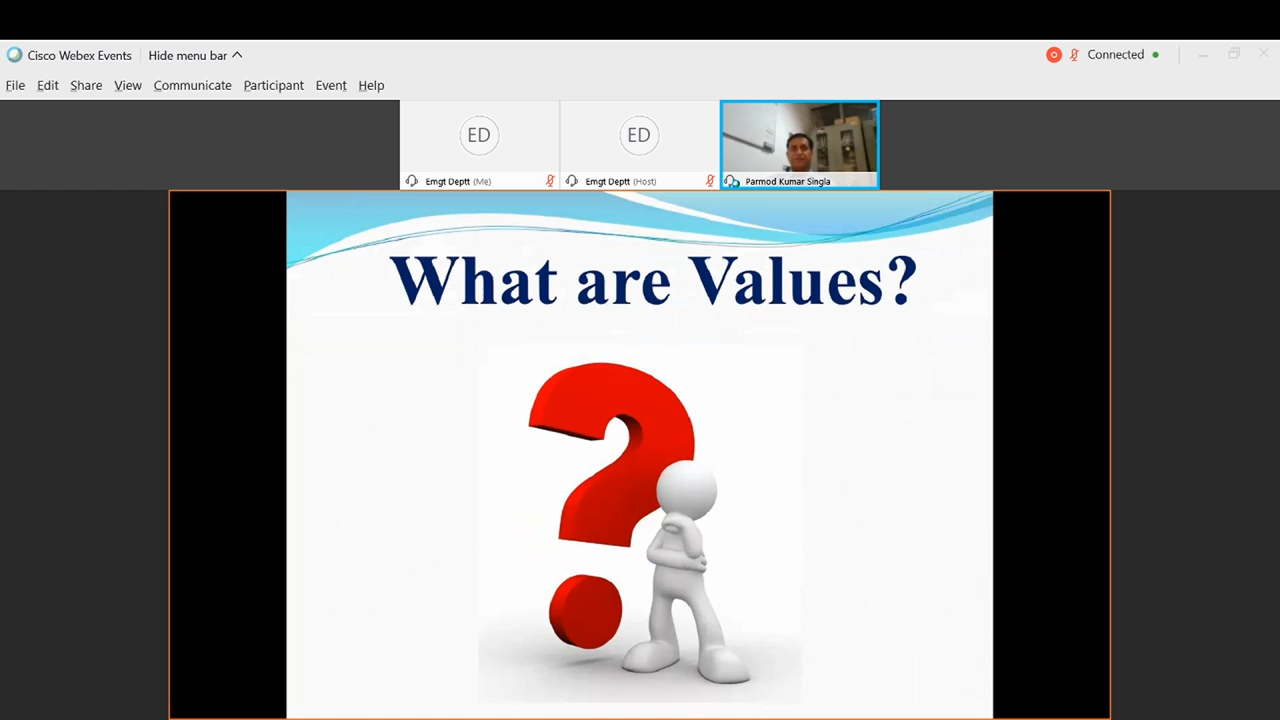 Cisco Webex Events Hide menu bar Connected
File Edit Share View Communicate Participant Event Help
ED ED
Emgt Deptt (Me) Emgt Deptt (Host) Parmod Kumar Singla
What are Values?
?